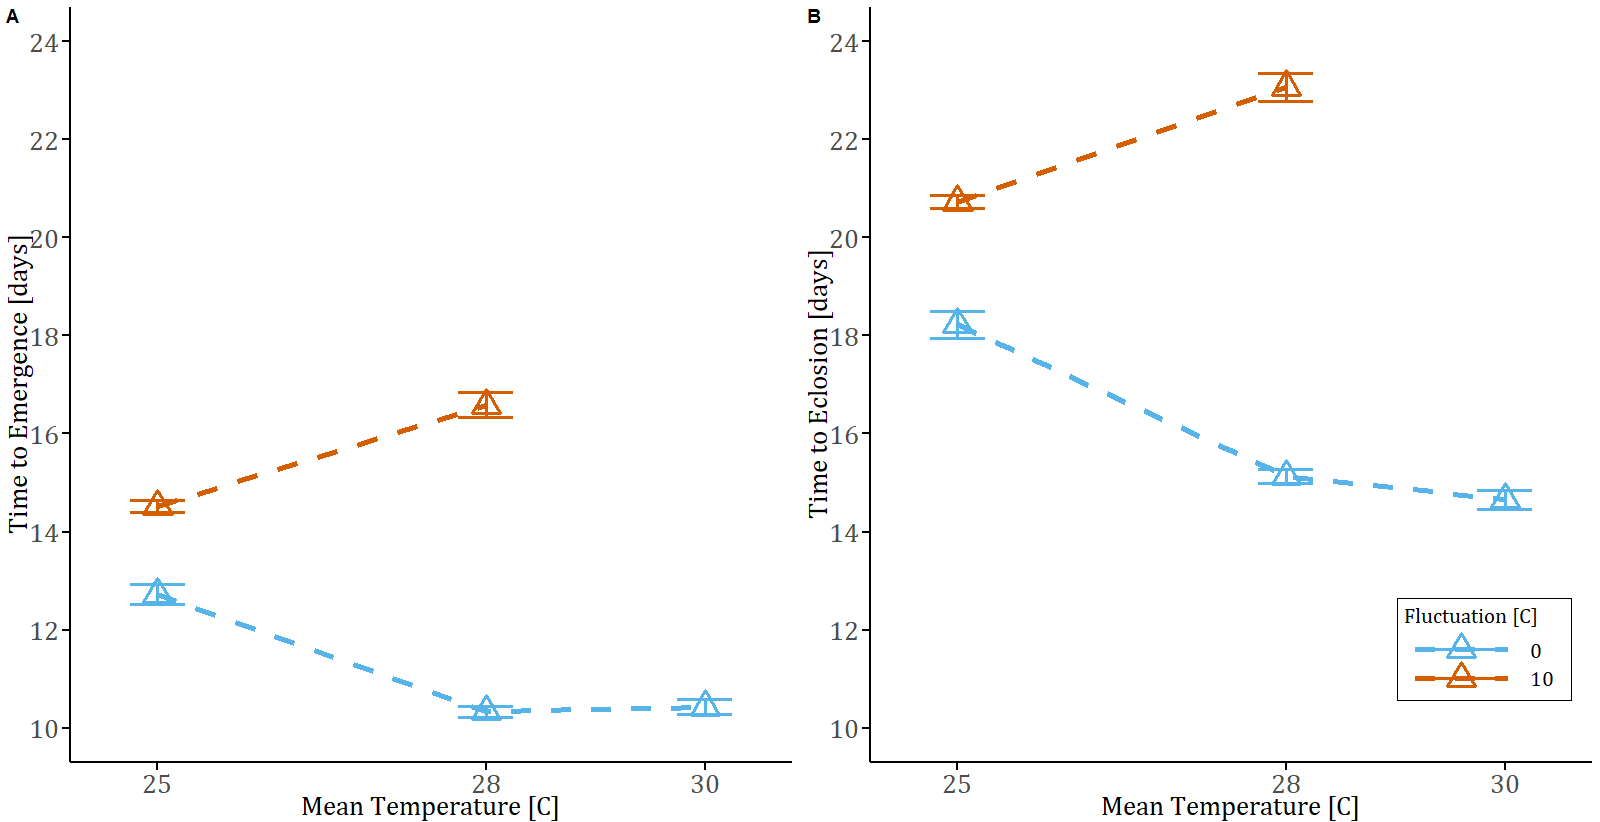 A
Time to Emergence [days]
24
22
20
18
16
14
12
10
25 28 30
Mean Temperature [C]
B
Time to Eclosion [days]
24
22
20
18
16
14
12
10
25 28 30
Mean Temperature [C]
Fluctuation [C]
0
10